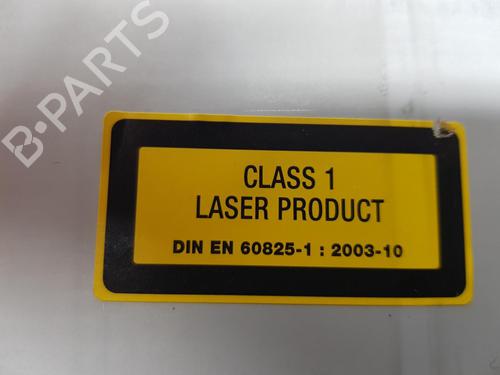 B-PARTS
CLASS 1
LASER PRODUCT
DIN EN 60825-1 : 2003-10